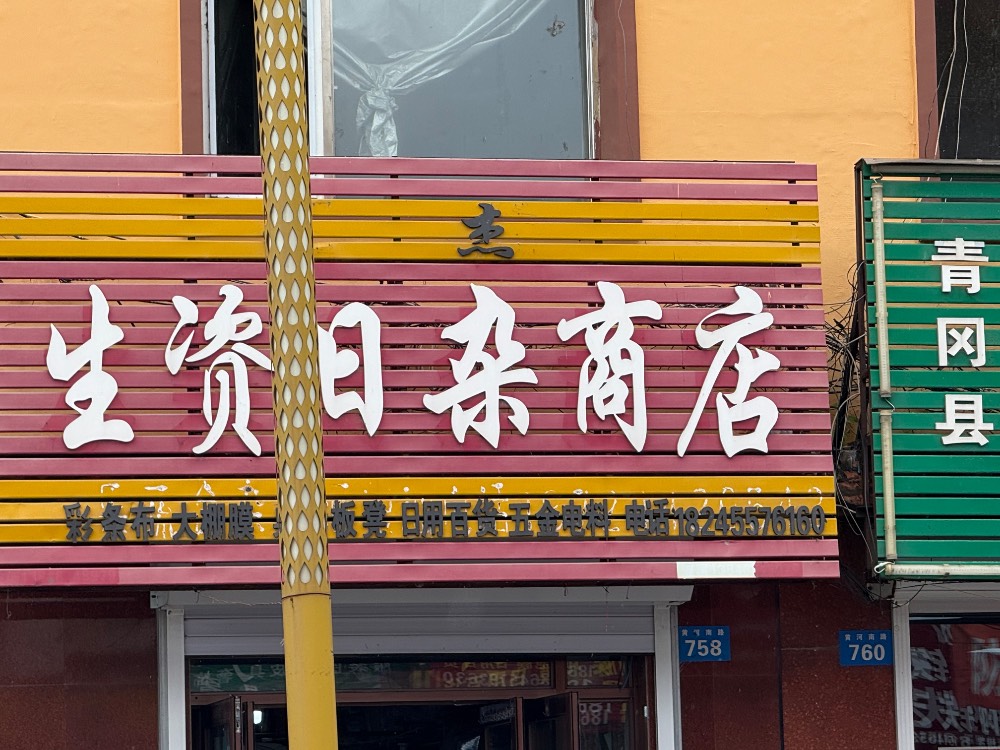 杰
生资日杂商店
彩条布 大棚膜 板凳 日用百货 五金电料 电话18245576160
青冈县
黄河南路
758
黄河南路
760